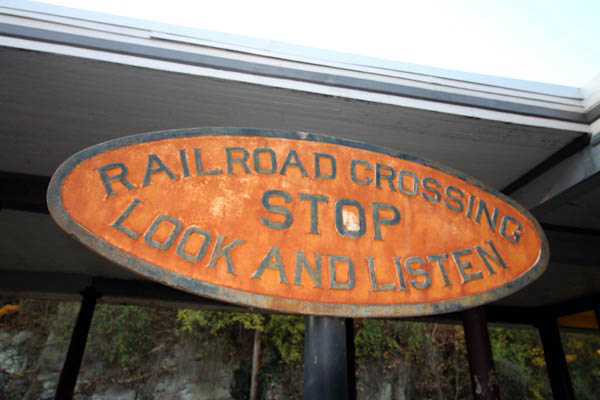 RAILROAD CROSSING
STOP
LOOK AND LISTEN